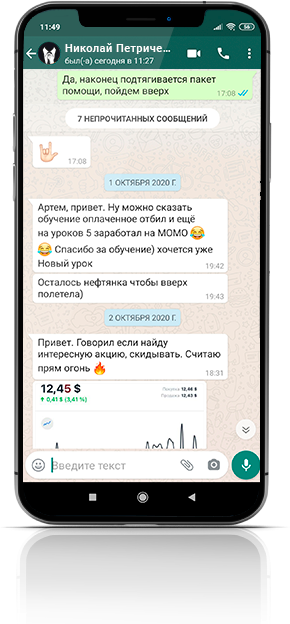 11:49
56
Николай Петриче...
был(-а) сегодня в 11:27
Да, наконец подтягивается пакет
помощи, пойдем вверх
17:08
7 НЕПРОЧИТАННЫХ СООБЩЕНИЙ
17:08
1 ОКТЯБРЯ 2020 Г.
Артем, привет. Ну можно сказать
обучение оплаченное отбил и ещё
на уроков 5 заработал на МОМО 😂
😂 Спасибо за обучение) хочется уже
Новый урок
19:42
Осталось нефтянка чтобы вверх
полетела)
19:43
2 ОКТЯБРЯ 2020 Г.
Привет. Говорил если найду
интересную акцию, скидывать. Считаю
прям огонь 🔥
18:31
12,45 $
Покупка 12,46 $
↑ 0,41 $ (3,41 %)
Продажа 12,43 $
Введите текст